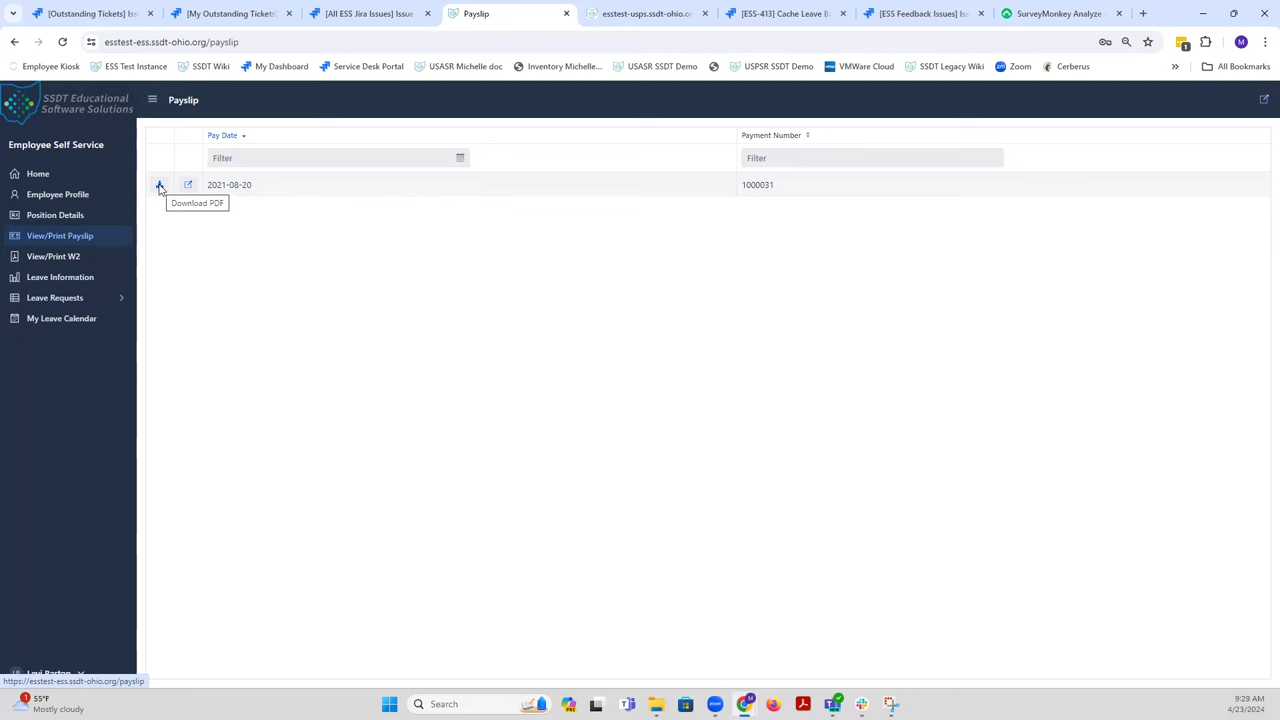 [Outstanding Tickets] Iss
[My Outstanding Tickets]
[All ESS Jira Issues] Issue
Payslip
esstest-usps.ssdt-ohio.or
[ESS-413] Cache Leave B
[ESS Feedback Issues] Is
SurveyMonkey Analyze -
esstest-ess.ssdt-ohio.org/payslip
M
Employee Kiosk
ESS Test Instance
SSDT Wiki
My Dashboard
Service Desk Portal
USASR Michelle doc
Inventory Michelle...
USASR SSDT Demo
USPSR SSDT Demo
VMWare Cloud
SSDT Legacy Wiki
Zoom
Cerberus
All Bookmarks
SSDT Educational
Software Solutions
Payslip
Employee Self Service
Home
Employee Profile
Position Details
View/Print Payslip
View/Print W2
Leave Information
Leave Requests
My Leave Calendar
Pay Date
Payment Number
Filter
Filter
2021-08-20
1000031
Download PDF
Levi Barton
https://esstest-ess.ssdt-ohio.org/payslip
1
55°F
Mostly cloudy
Search
9:29 AM
4/23/2024